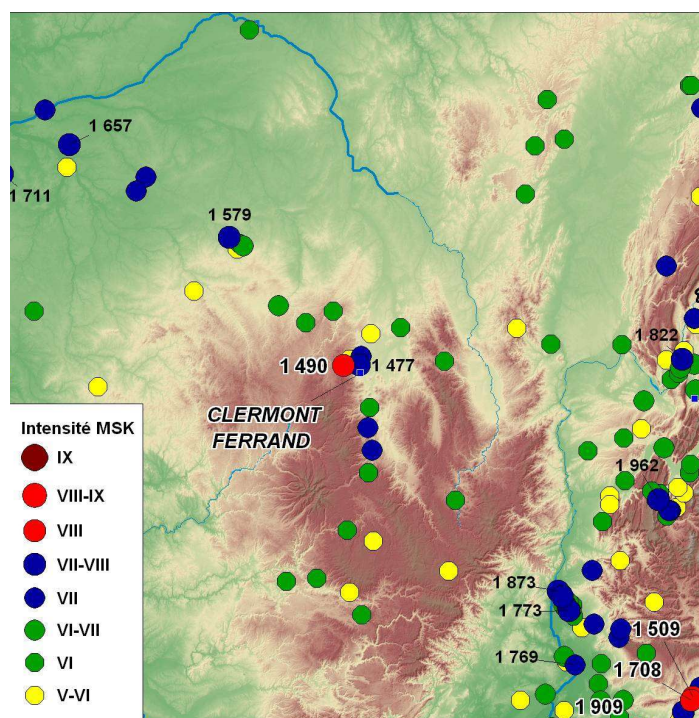 1 657
1 711
1 579
1 822
1 490
1 477
CLERMONT
FERRAND
Intensité MSK
IX
VIII-IX
VIII
VII-VIII
VII
VI-VII
VI
V-VI
1 962
1 873
1 773
1 509
1 769
1 708
1 909